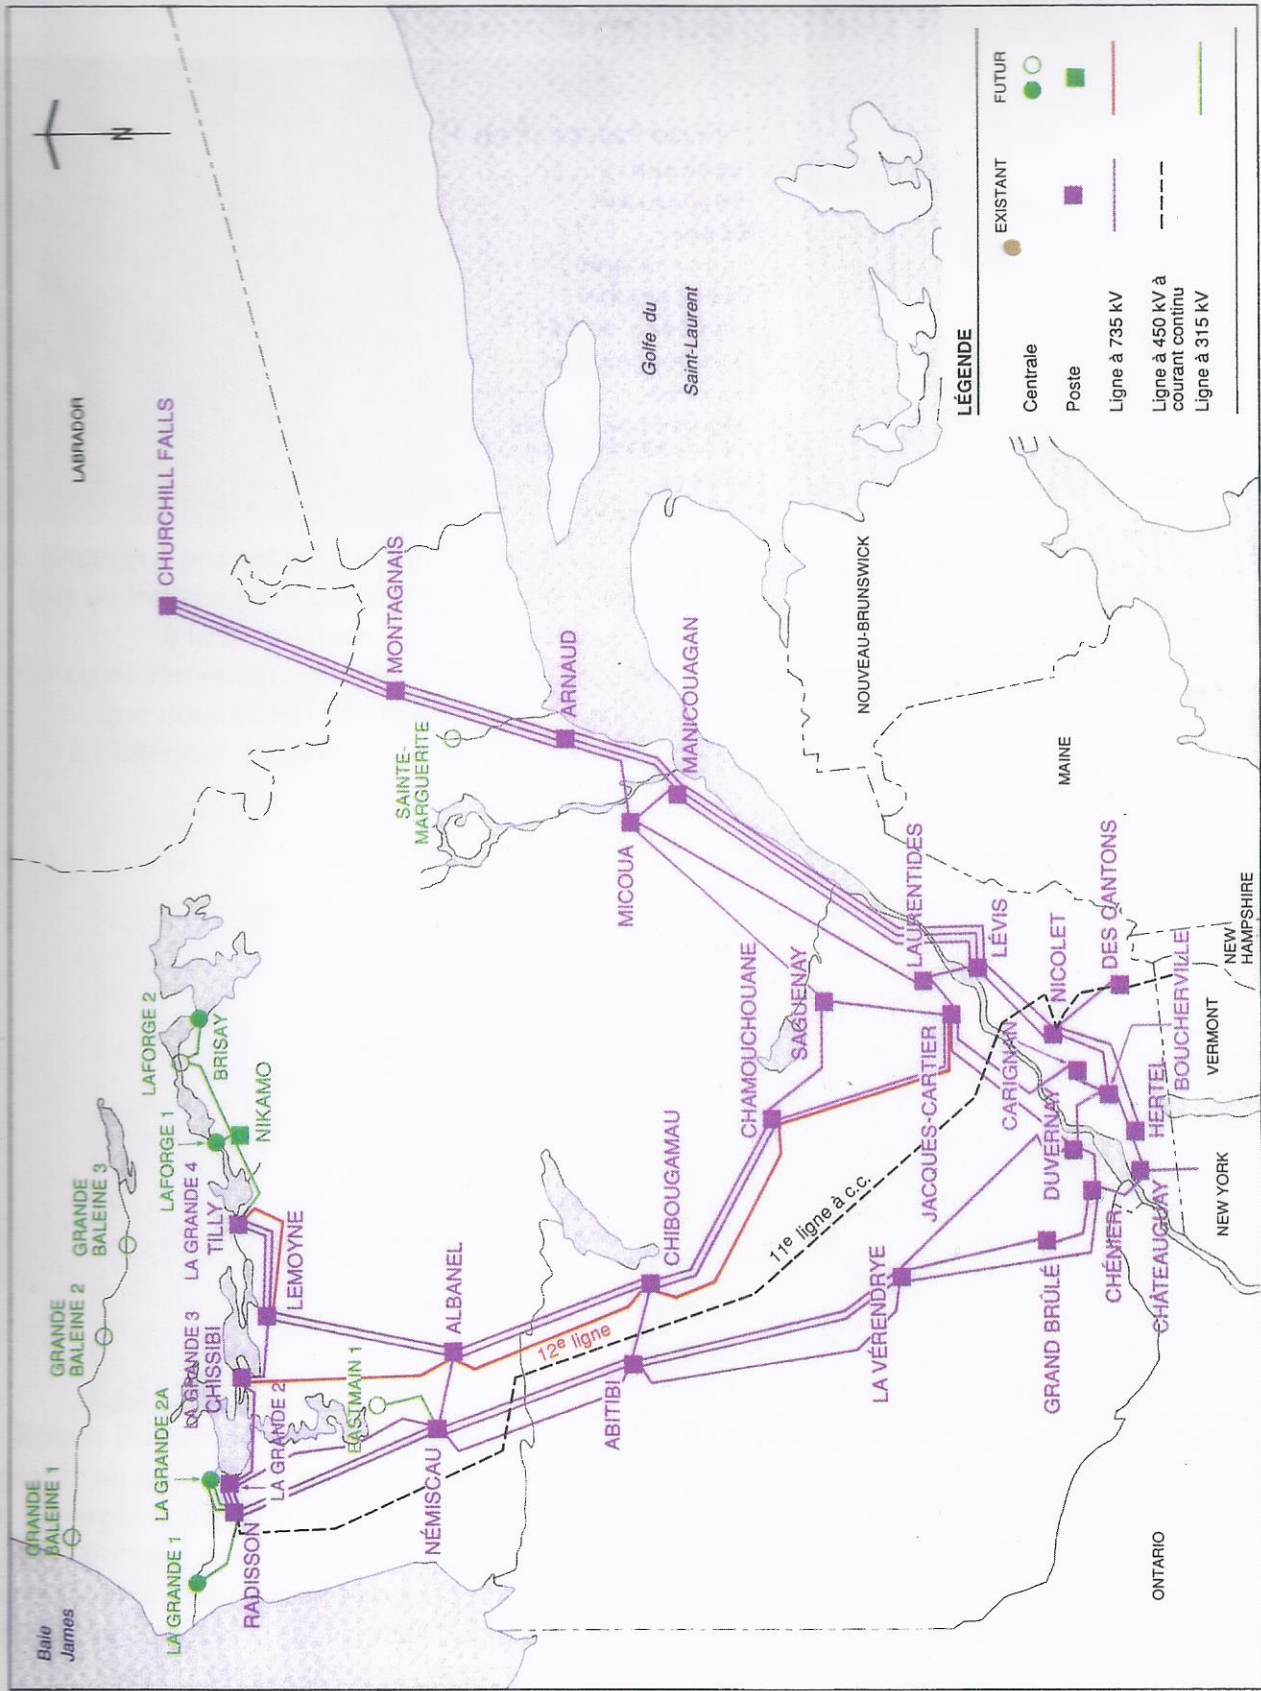 Baie
James
GRANDE
BALEINE 1
GRANDE
BALEINE 2
GRANDE
BALEINE 3
LABRADOR
N
LA GRANDE 1
LA GRANDE 2A
LA GRANDE 3
CHISSIBI
LA GRANDE 4
TILLY
LAFORGE 1
LAFORGE 2
BRISAY
NIKAMO
CHURCHILL FALLS
RADISSON
LA GRANDE 2
LEMOYNE
EASTMAIN 1
NÉMISCAU
ALBANEL
SAINTE-
MARGUERITE
MONTAGNAIS
ARNAUD
12e ligne
ABITIBI
CHIBOUGAMAU
MICOUA
MANICOUAGAN
Golfe du
Saint-Laurent
CHAMOUCHOUANE
SAGUENAY
11e ligne à c.c.
LA VÉRENDRYE
JACQUES-CARTIER
LAURENTIDES
LÉVIS
NOUVEAU-BRUNSWICK
CARIGNAN
NICOLET
GRAND BRÛLÉ
DUVERNAY
DES CANTONS
MAINE
CHÉNIER
CHÂTEAUGUAY
HERTEL
BOUCHERVILLE
ONTARIO
NEW YORK
VERMONT
NEW
HAMPSHIRE
LÉGENDE
EXISTANT FUTUR
Centrale
Poste
Ligne à 735 kV
Ligne à 450 kV à
courant continu
Ligne à 315 kV